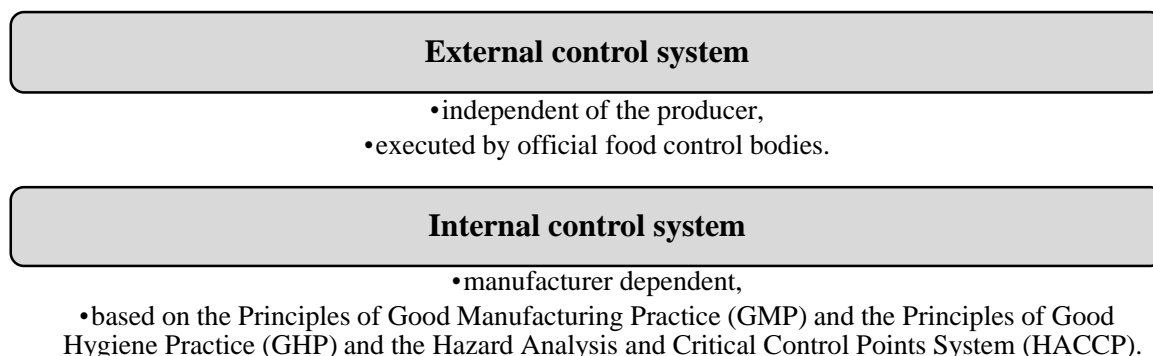 External control system
•independent of the producer,
•executed by official food control bodies.
Internal control system
•manufacturer dependent,
•based on the Principles of Good Manufacturing Practice (GMP) and the Principles of Good
Hygiene Practice (GHP) and the Hazard Analysis and Critical Control Points System (HACCP).